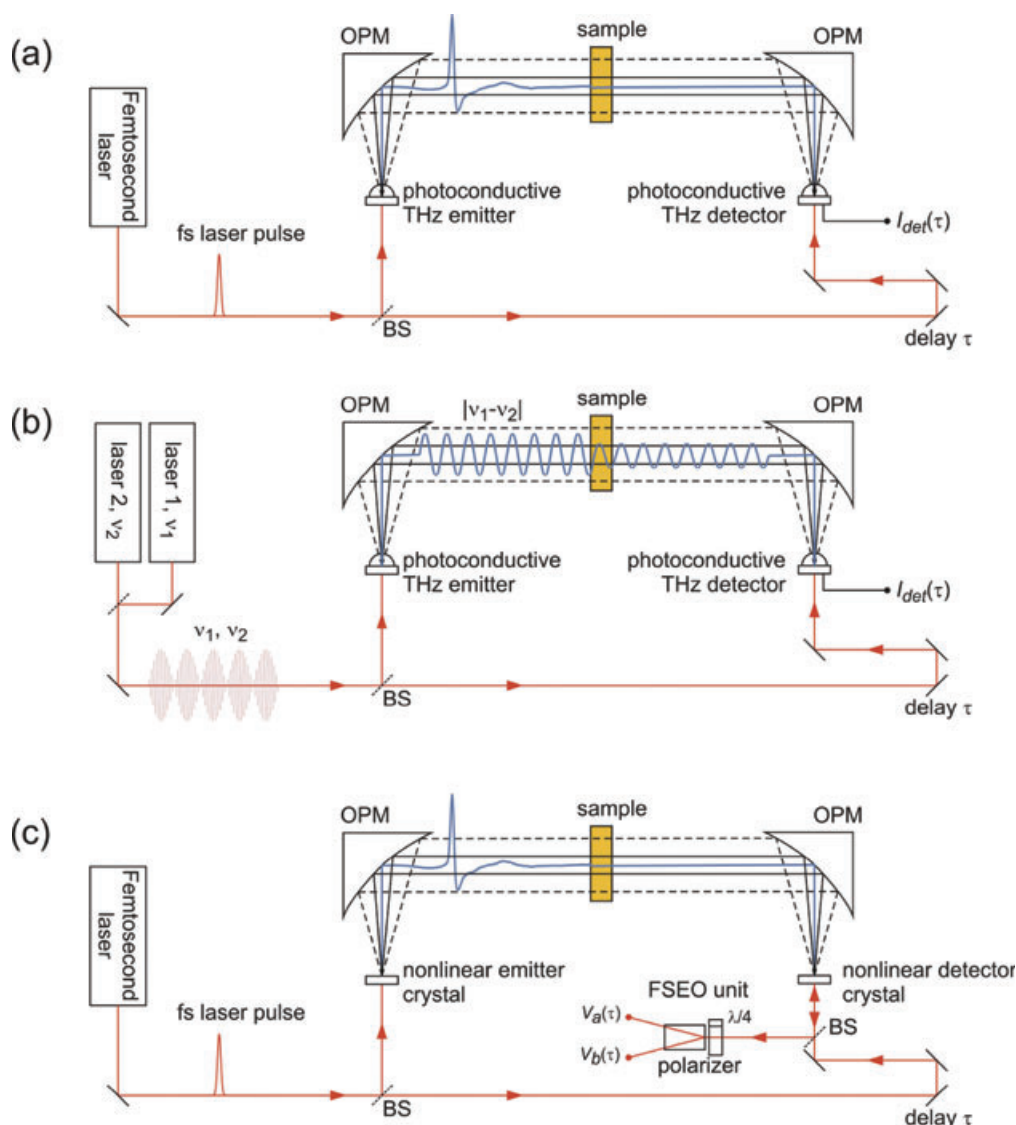 (a)
OPM
sample
OPM
Femtosecond
laser
photoconductive
THz emitter
photoconductive
THz detector
I_det(τ)
fs laser pulse
BS
delay τ
(b)
OPM
|ν₁-ν₂|
sample
OPM
laser 2, ν₂
laser 1, ν₁
photoconductive
THz emitter
photoconductive
THz detector
I_det(τ)
ν₁, ν₂
BS
delay τ
(c)
OPM
sample
OPM
Femtosecond
laser
nonlinear emitter
crystal
nonlinear detector
crystal
FSEO unit
V_a(τ)
λ/4
BS
V_b(τ)
polarizer
fs laser pulse
BS
delay τ